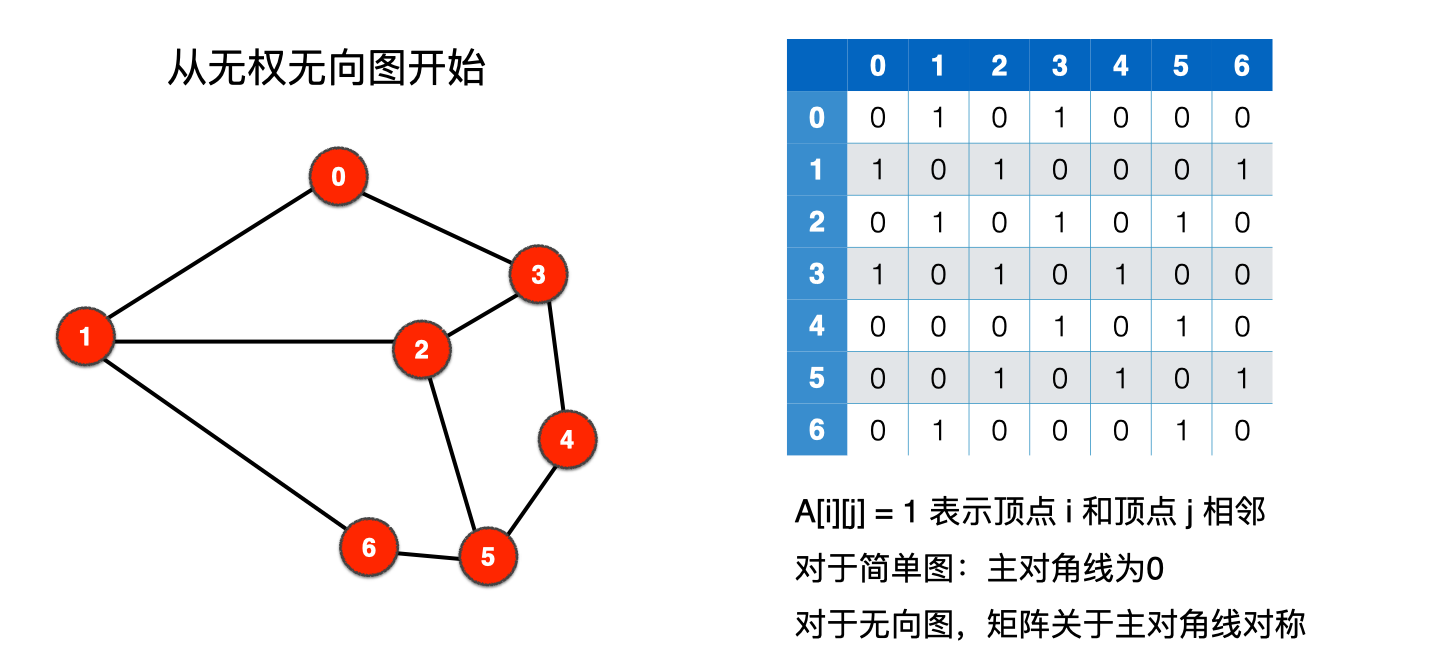 从无权无向图开始
0
3
1
2
4
6
5
0 1 2 3 4 5 6
0 0 1 0 1 0 0 0
1 1 0 1 0 0 0 1
2 0 1 0 1 0 1 0
3 1 0 1 0 1 0 0
4 0 0 0 1 0 1 0
5 0 0 1 0 1 0 1
6 0 1 0 0 0 1 0
A[i][j] = 1 表示顶点 i 和顶点 j 相邻
对于简单图：主对角线为0
对于无向图，矩阵关于主对角线对称